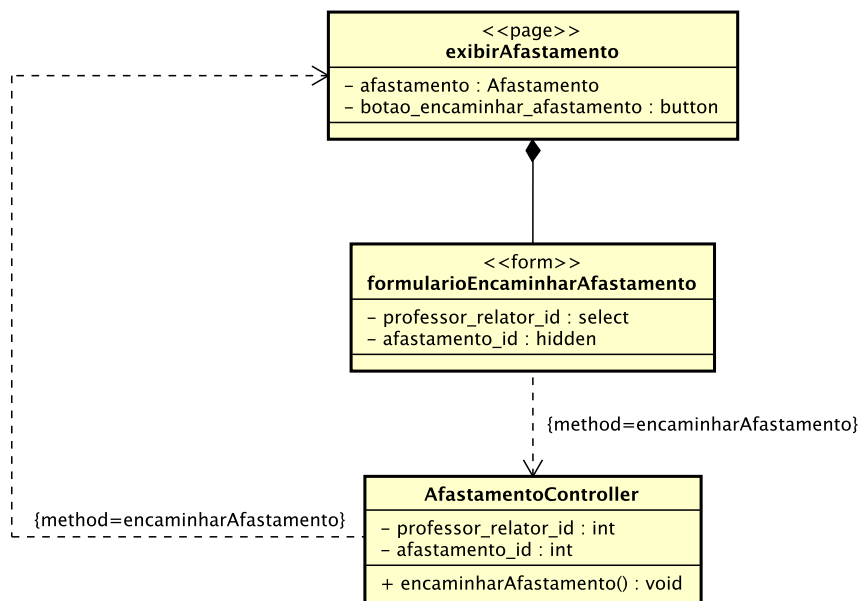 <<page>>
exibirAfastamento
- afastamento : Afastamento
- botao_encaminhar_afastamento : button
<<form>>
formularioEncaminharAfastamento
- professor_relator_id : select
- afastamento_id : hidden
{method=encaminharAfastamento}
AfastamentoController
{method=encaminharAfastamento}
- professor_relator_id : int
- afastamento_id : int
+ encaminharAfastamento() : void